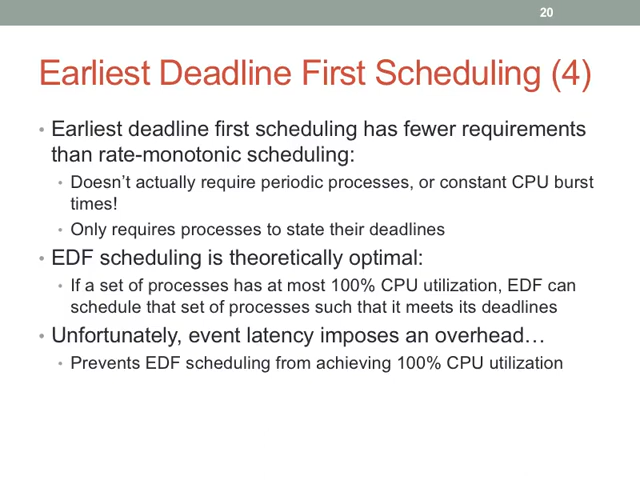 20
Earliest Deadline First Scheduling (4)
• Earliest deadline first scheduling has fewer requirements
than rate-monotonic scheduling:
• Doesn’t actually require periodic processes, or constant CPU burst
times!
• Only requires processes to state their deadlines
• EDF scheduling is theoretically optimal:
• If a set of processes has at most 100% CPU utilization, EDF can
schedule that set of processes such that it meets its deadlines
• Unfortunately, event latency imposes an overhead…
• Prevents EDF scheduling from achieving 100% CPU utilization